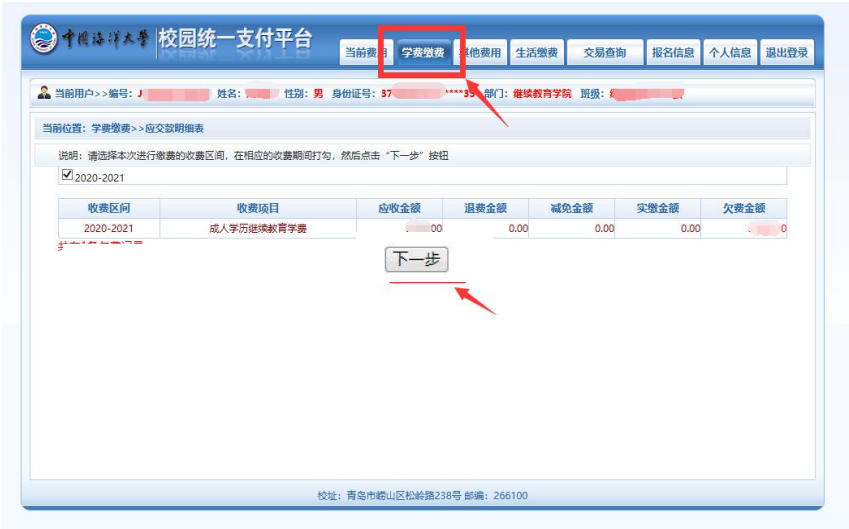 中国海洋大学 校园统一支付平台
当前费用 学费缴费 其他费用 生活缴费 交易查询 报名信息 个人信息 退出登录
当前用户>>编号: J 姓名: 性别: 男 身份证号: 37 ****35 部门: 继续教育学院 班级:
当前位置: 学费缴费>>应交款明细表
说明: 请选择本次进行缴费的收费区间, 在相应的收费期间打勾, 然后点击“下一步”按钮
2020-2021
收费区间 收费项目 应收金额 退费金额 减免金额 实缴金额 欠费金额
2020-2021 成人学历继续教育学费 00 0.00 0.00 0.00 0
下一步
校址: 青岛市崂山区松岭路238号 邮编: 266100